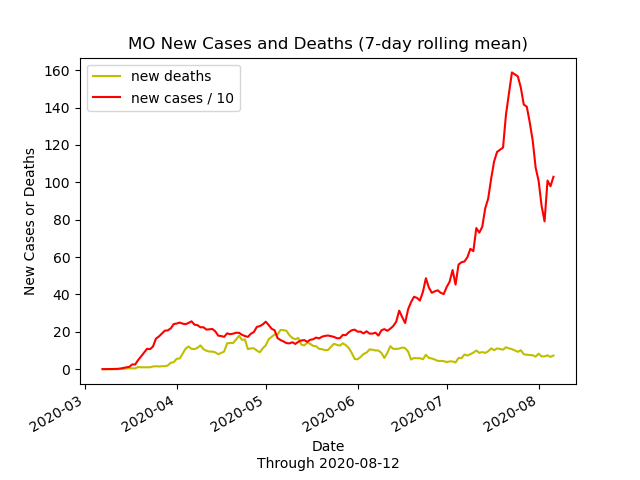 MO New Cases and Deaths (7-day rolling mean)
new deaths
new cases / 10
160
140
120
100
80
60
40
20
0
New Cases or Deaths
2020-03
2020-04
2020-05
2020-06
2020-07
2020-08
Date
Through 2020-08-12